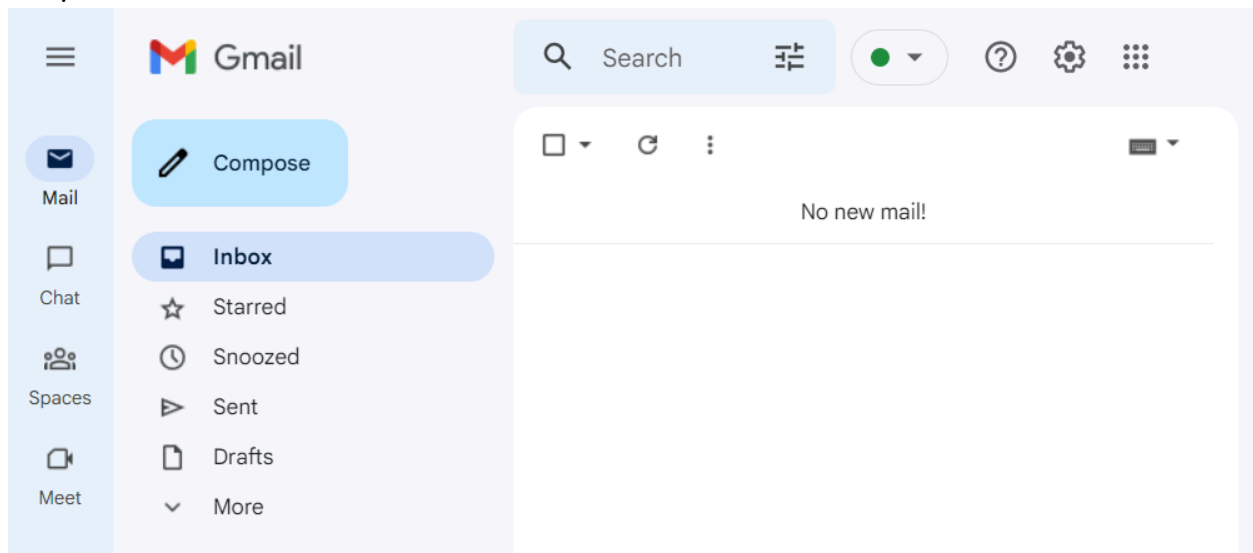 Gmail
Search
Mail
Chat
Spaces
Meet
Compose
Inbox
Starred
Snoozed
Sent
Drafts
More
No new mail!